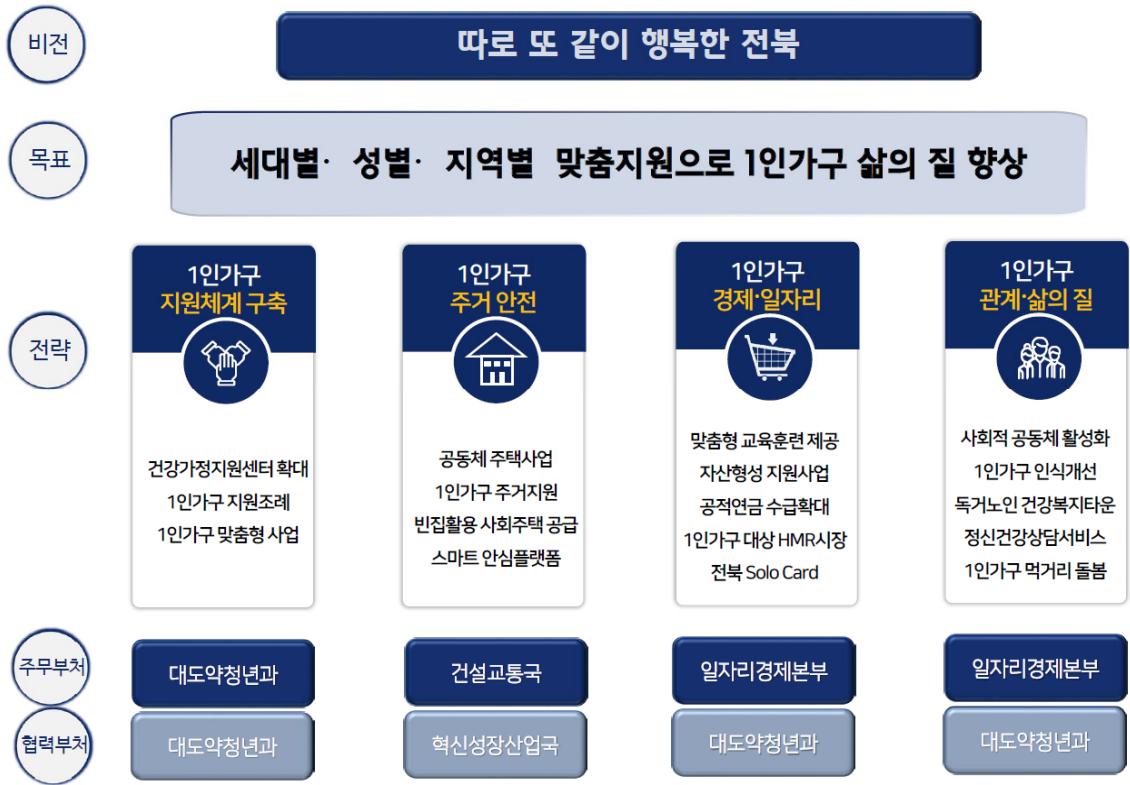 비전
따로 또 같이 행복한 전북
목표
세대별· 성별· 지역별 맞춤지원으로 1인가구 삶의 질 향상
전략
1인가구
지원체계 구축
건강가정지원센터 확대
1인가구 지원조례
1인가구 맞춤형 사업
1인가구
주거 안전
공동체 주택사업
1인가구 주거지원
빈집활용 사회주택 공급
스마트 안심플랫폼
1인가구
경제·일자리
맞춤형 교육훈련 제공
자산형성 지원사업
공적연금 수급확대
1인가구 대상 HMR시장
전북 Solo Card
1인가구
관계·삶의 질
사회적 공동체 활성화
1인가구 인식개선
독거노인 건강복지타운
정신건강상담서비스
1인가구 먹거리 돌봄
주무부처
대도약청년과
건설교통국
일자리경제본부
일자리경제본부
협력부처
대도약청년과
혁신성장산업국
대도약청년과
대도약청년과